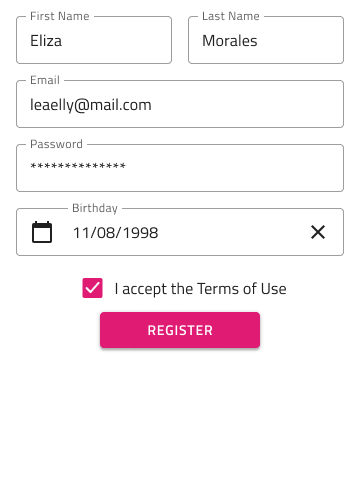 First Name
Last Name
Eliza
Morales
Email
leaelly@mail.com
Password
**************
Birthday
11/08/1998
I accept the Terms of Use
REGISTER